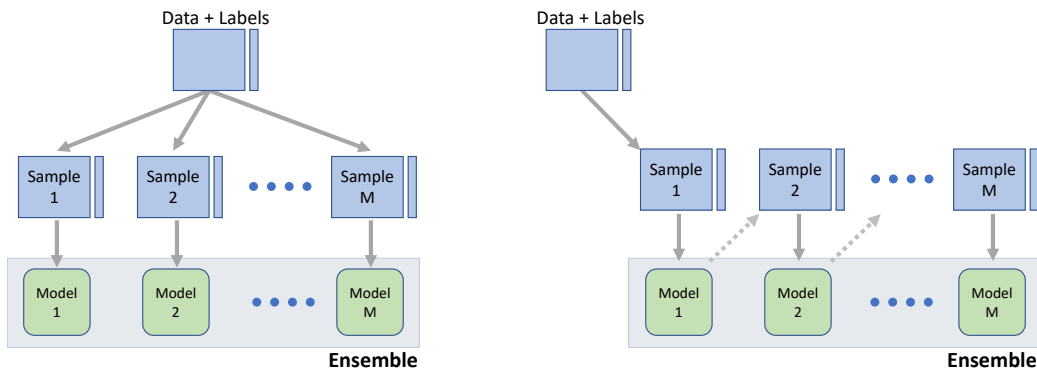 Data + Labels
Sample
1
Sample
2
Sample
M
Model
1
Model
2
Model
M
Ensemble
Data + Labels
Sample
1
Sample
2
Sample
M
Model
1
Model
2
Model
M
Ensemble